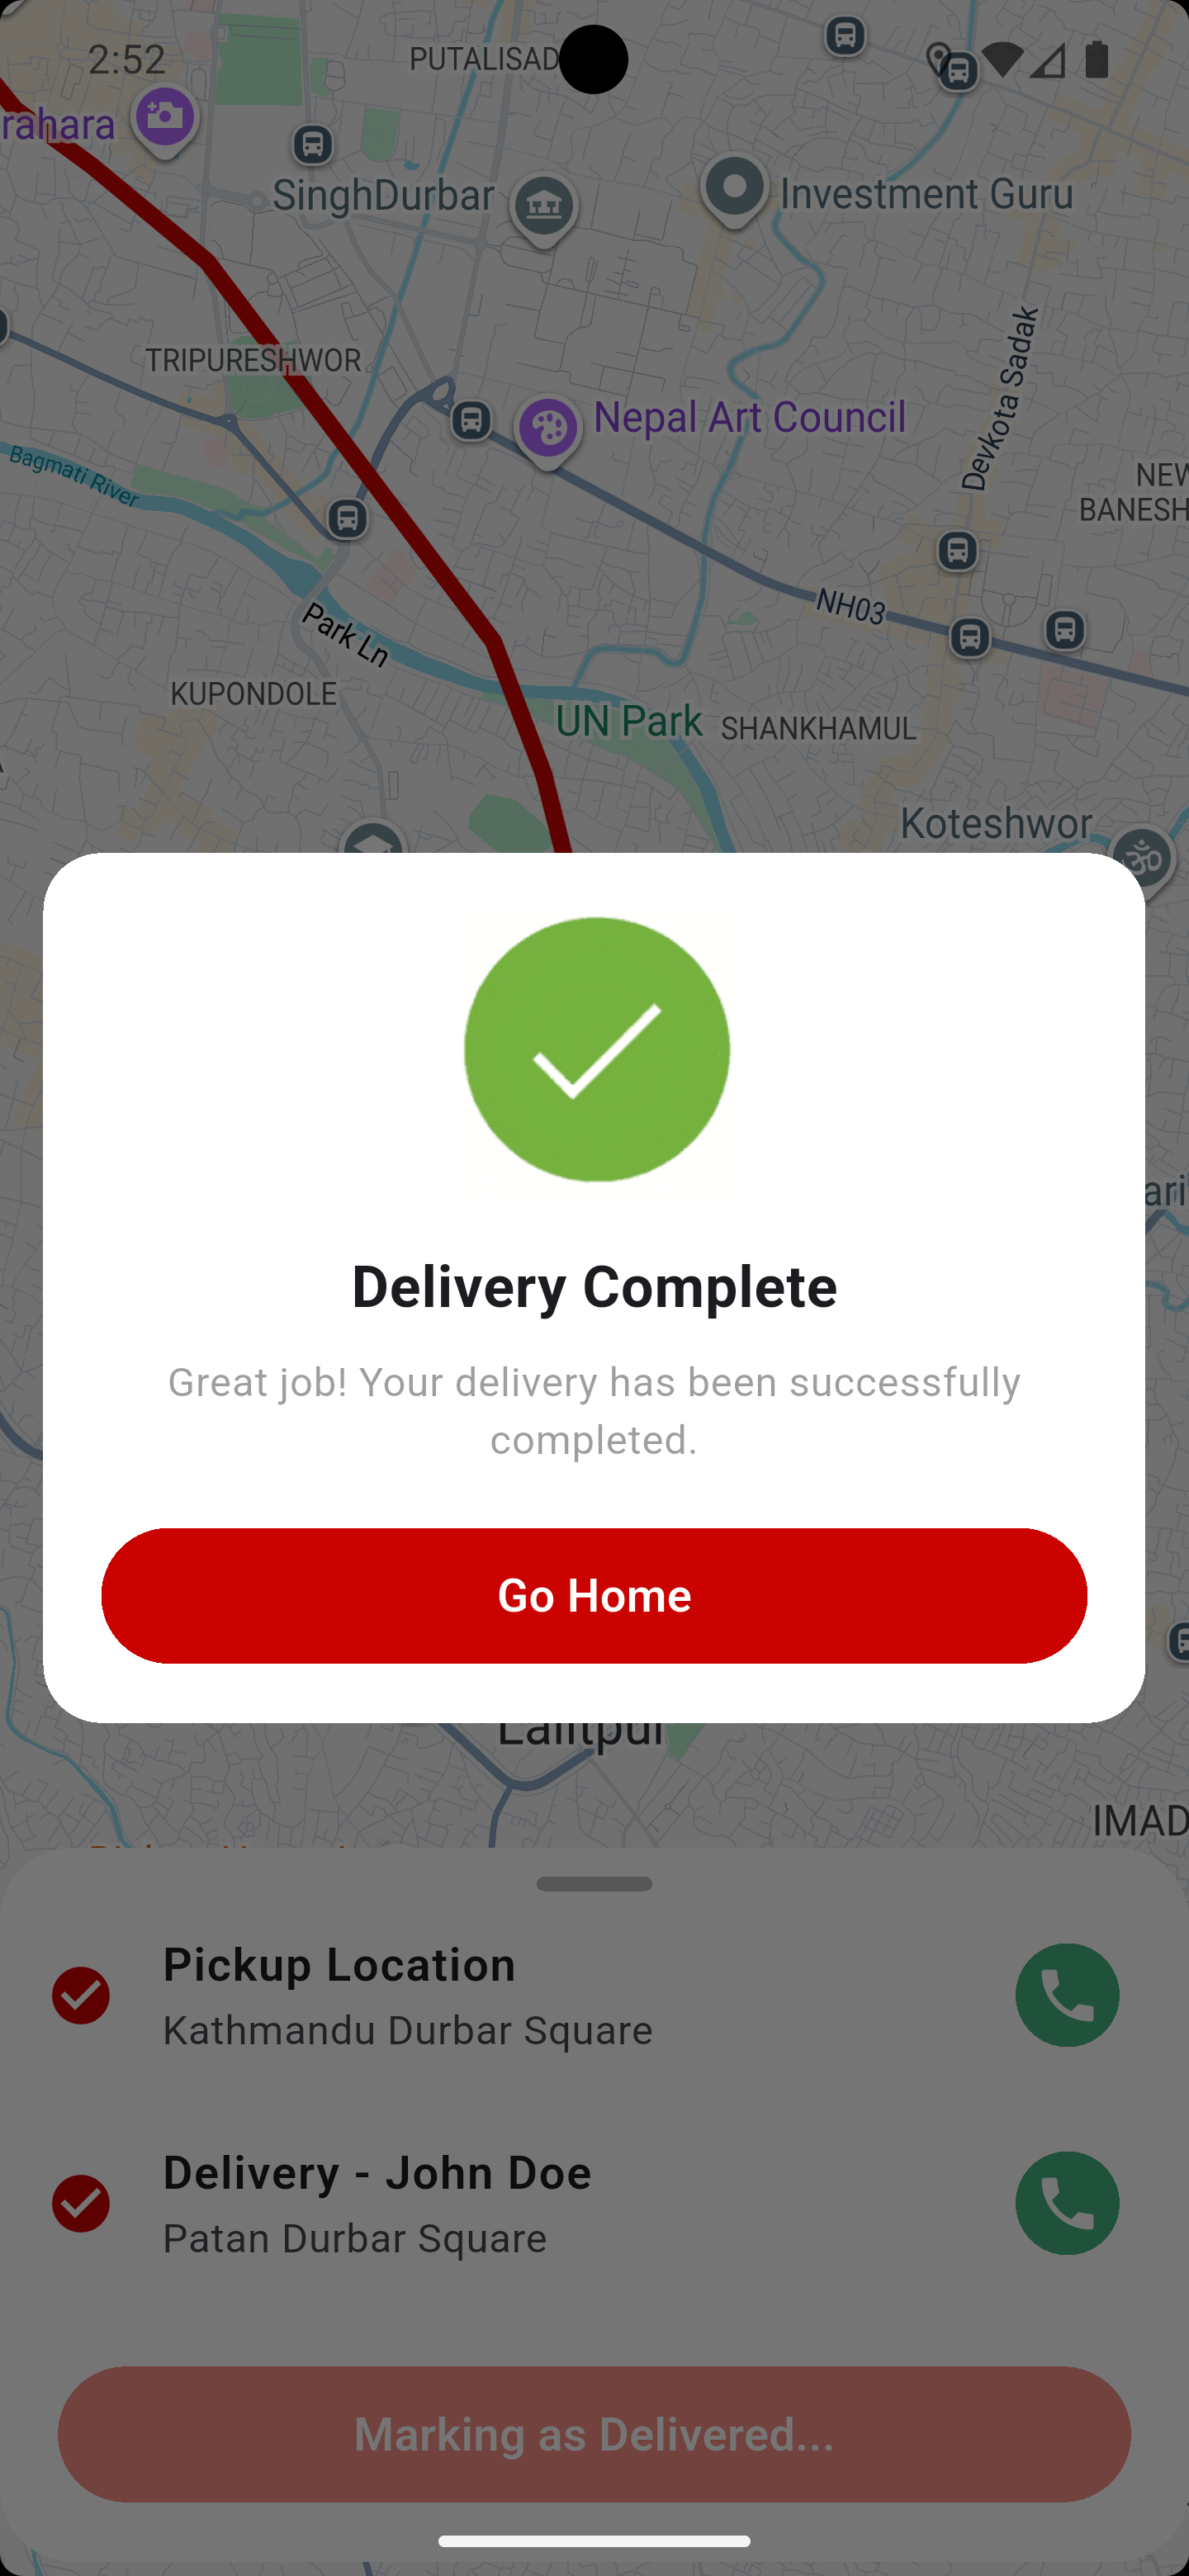 2:52
PUTALISAD
rahara
SinghDurbar
Investment Guru
TRIPURESHWOR
Devkota Sadak
Nepal Art Council
Bagmati River
NEW
BANESH
NH03
Park Ln
KUPONDOLE
UN Park
SHANKHAMUL
Koteshwor
Delivery Complete
Great job! Your delivery has been successfully
completed.
Go Home
Lalitpur
IMAD
Pickup Location
Kathmandu Durbar Square
Delivery - John Doe
Patan Durbar Square
Marking as Delivered...